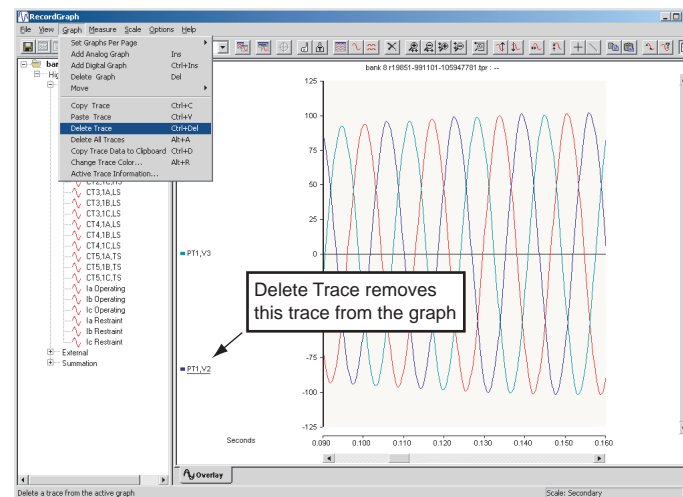 RecordGraph
File View Graph Measure Scale Options Help
Set Graphs Per Page
Add Analog Graph Ins
Add Digital Graph Ctrl+Ins
Delete Graph Del
Move
Copy Trace Ctrl+C
Paste Trace Ctrl+V
Delete Trace Ctrl+Del
Delete All Traces Alt+A
Copy Trace Data to Clipboard Ctrl+D
Change Trace Color... Alt+R
Active Trace Information...
CT3,1A,LS
CT3,1B,LS
CT3,1C,LS
CT4,1A,LS
CT4,1B,LS
CT4,1C,LS
CT5,1A,TS
CT5,1B,TS
CT5,1C,TS
Ia Operating
Ib Operating
Ic Operating
Ia Restraint
Ib Restraint
Ic Restraint
External
Summation
bank 8 r19851-991101-105947781.tpr : --
125
100
75
50
25
0
-75
-100
-125
PT1,V3
PT1,V2
Delete Trace removes
this trace from the graph
Seconds
0.090 0.100 0.110 0.120 0.130 0.140 0.150 0.160
Overlay
Delete a trace from the active graph
Scale: Secondary